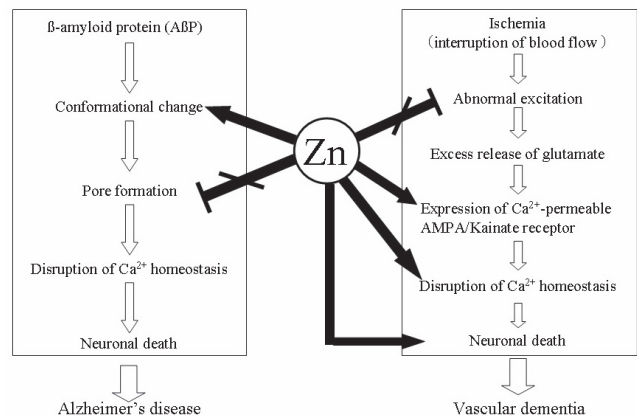 ß-amyloid protein (AßP)
Conformational change
Pore formation
Disruption of Ca²⁺ homeostasis
Neuronal death
Alzheimer's disease
Zn
Ischemia
(interruption of blood flow)
Abnormal excitation
Excess release of glutamate
Expression of Ca²⁺-permeable
AMPA/Kainate receptor
Disruption of Ca²⁺ homeostasis
Neuronal death
Vascular dementia